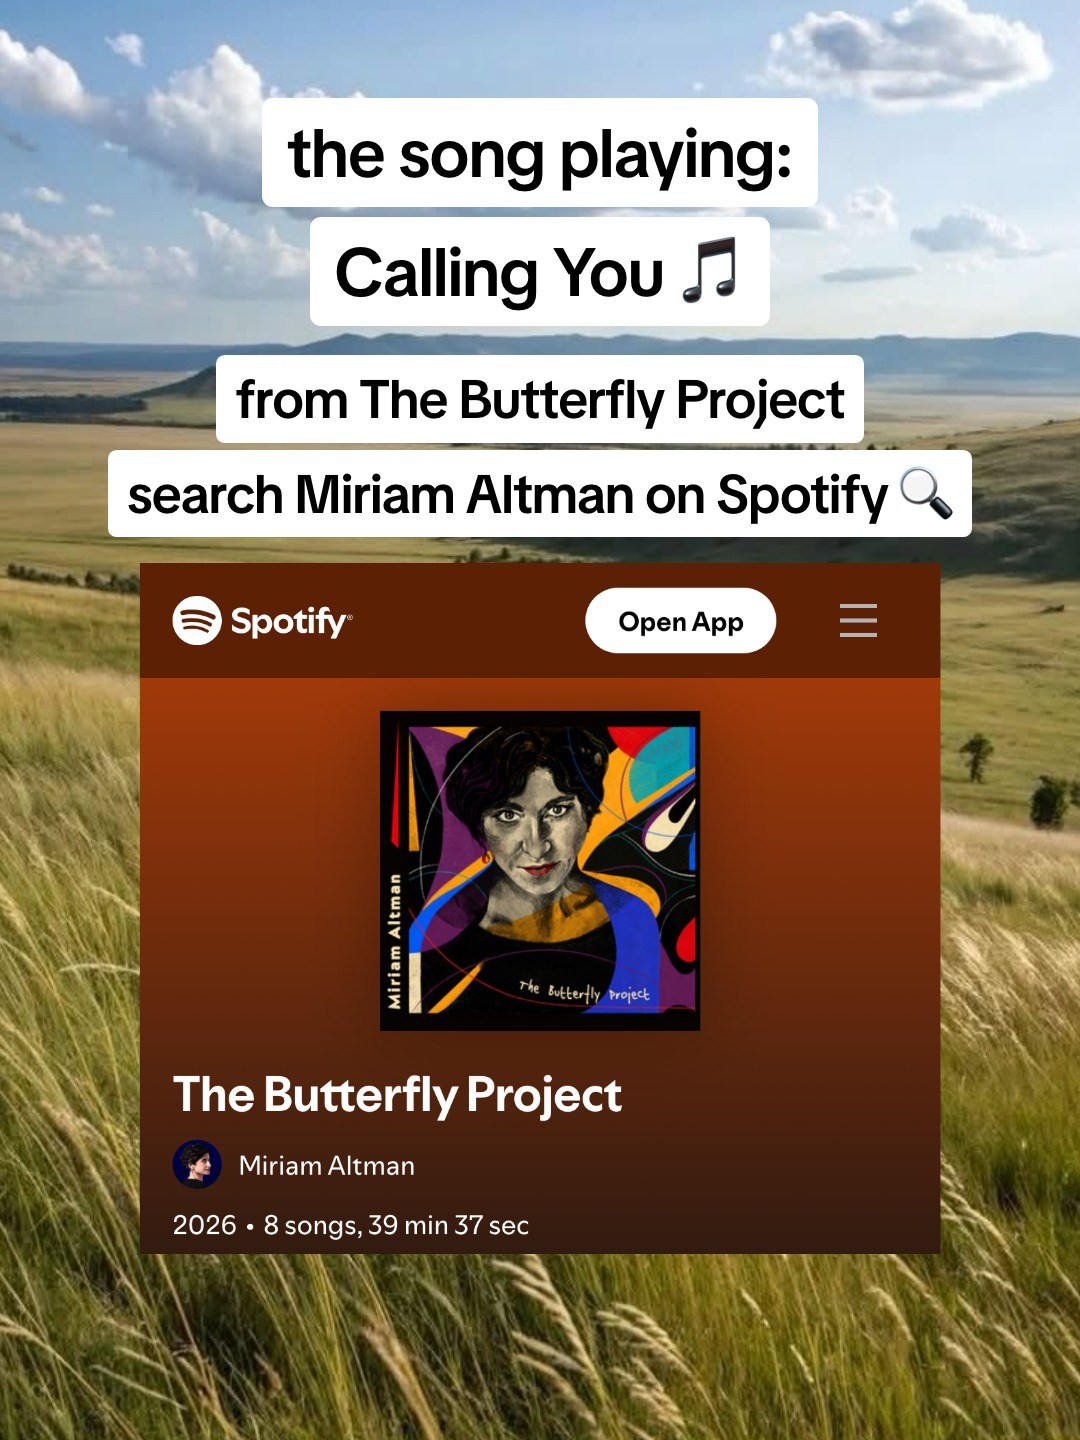 the song playing:
Calling You 🎵
from The Butterfly Project
search Miriam Altman on Spotify 🔍
Spotify®
Open App
Miriam Altman
The Butterfly Project
The Butterfly Project
Miriam Altman
2026 • 8 songs, 39 min 37 sec